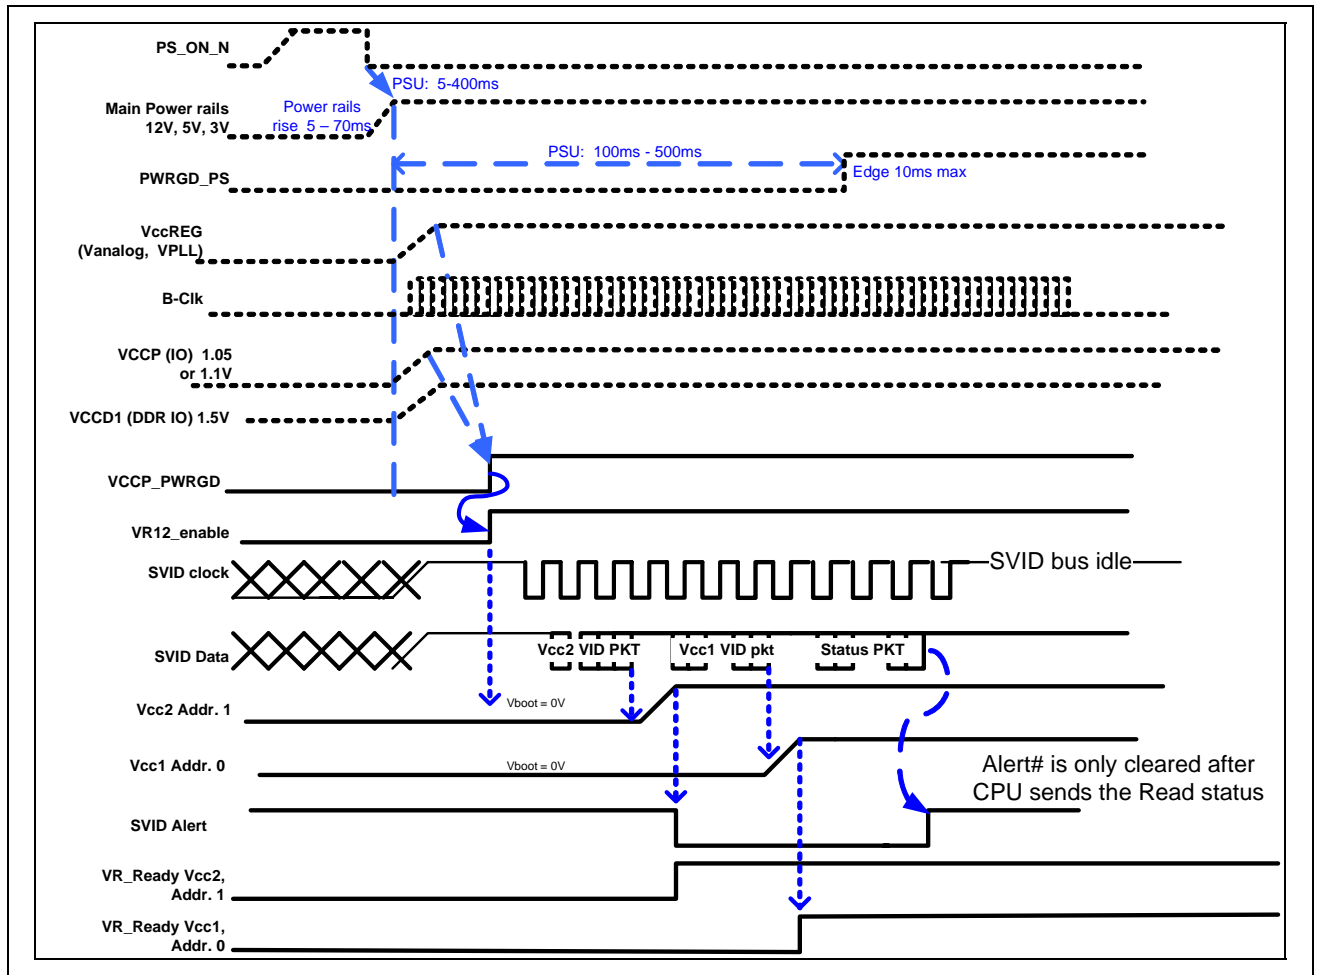 PS_ON_N
PSU: 5-400ms
Main Power rails
12V, 5V, 3V
Power rails
rise 5 – 70ms
PSU: 100ms - 500ms
PWRGD_PS
Edge 10ms max
VccREG
(Vanalog, VPLL)
B-Clk
VCCP (IO) 1.05
or 1.1V
VCCD1 (DDR IO) 1.5V
VCCP_PWRGD
VR12_enable
SVID clock
SVID bus idle
SVID Data
Vcc2 VID PKT
Vcc1 VID pkt
Status PKT
Vcc2 Addr. 1
Vboot = 0V
Vcc1 Addr. 0
Vboot = 0V
Alert# is only cleared after
CPU sends the Read status
SVID Alert
VR_Ready Vcc2,
Addr. 1
VR_Ready Vcc1,
Addr. 0